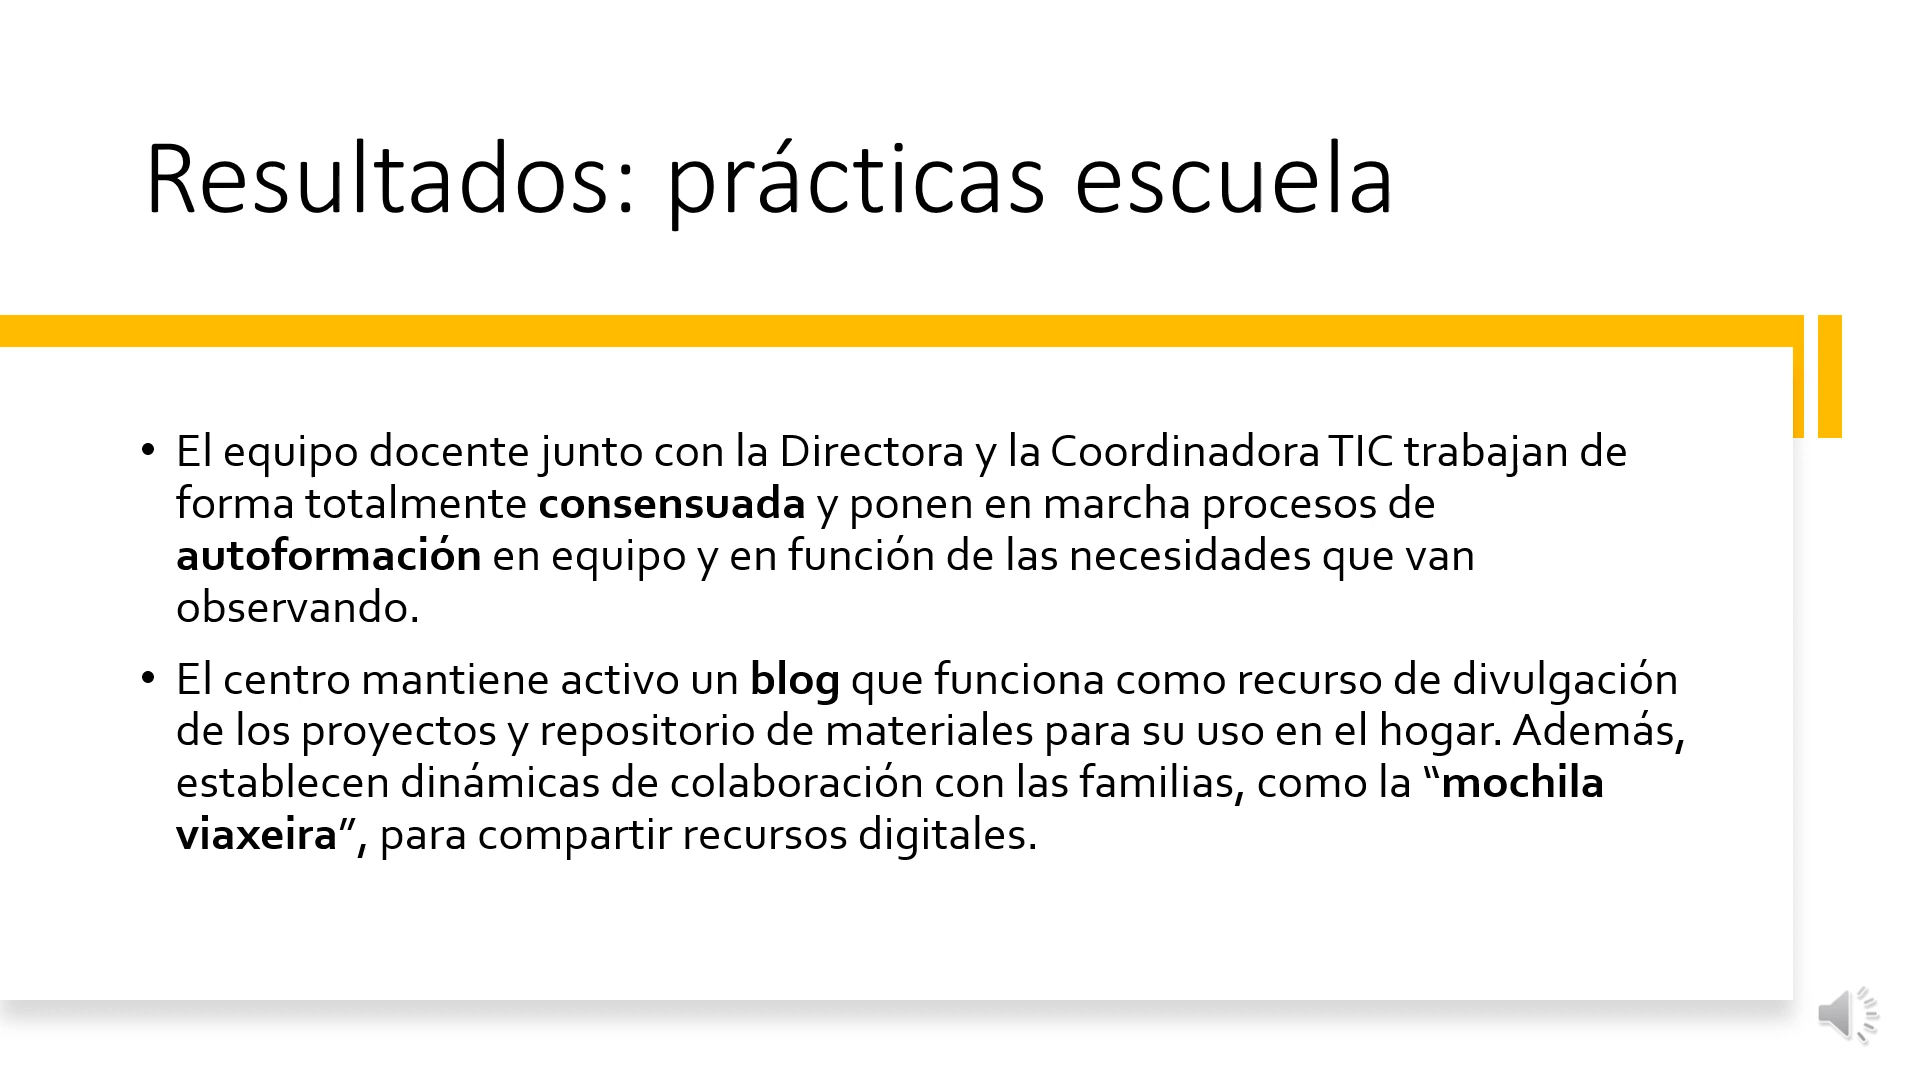 Resultados: prácticas escuela
• El equipo docente junto con la Directora y la Coordinadora TIC trabajan de
forma totalmente consensuada y ponen en marcha procesos de
autoformación en equipo y en función de las necesidades que van
observando.
• El centro mantiene activo un blog que funciona como recurso de divulgación
de los proyectos y repositorio de materiales para su uso en el hogar. Además,
establecen dinámicas de colaboración con las familias, como la “mochila
viaxeira”, para compartir recursos digitales.